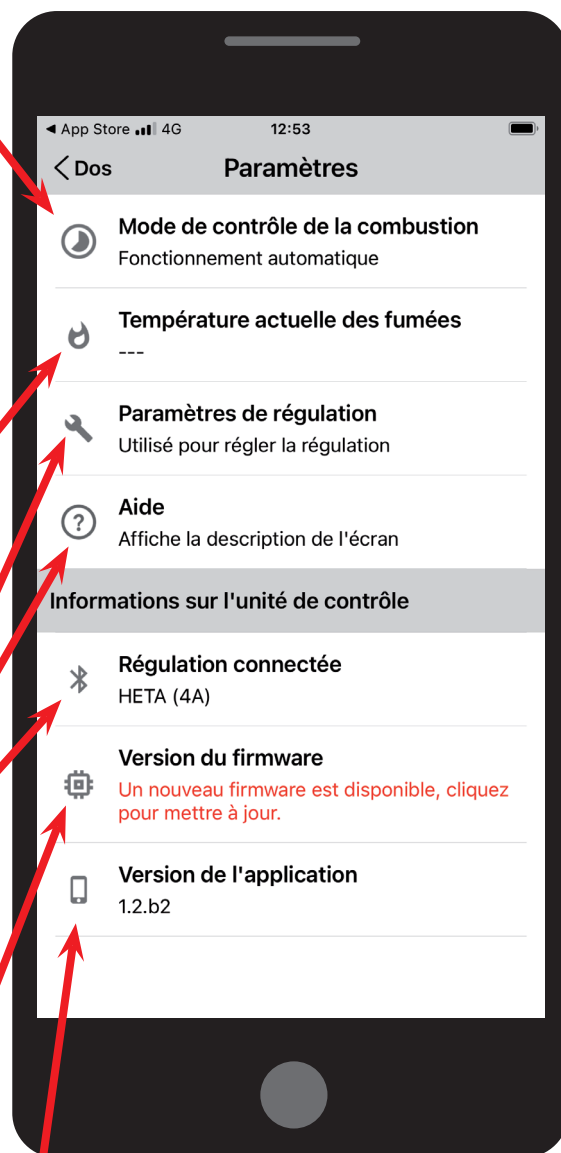 App Store 4G 12:53
Dos Paramètres
Mode de contrôle de la combustion
Fonctionnement automatique
Température actuelle des fumées
---
Paramètres de régulation
Utilisé pour régler la régulation
Aide
Affiche la description de l'écran
Informations sur l'unité de contrôle
Régulation connectée
HETA (4A)
Version du firmware
Un nouveau firmware est disponible, cliquez
pour mettre à jour.
Version de l'application
1.2.b2